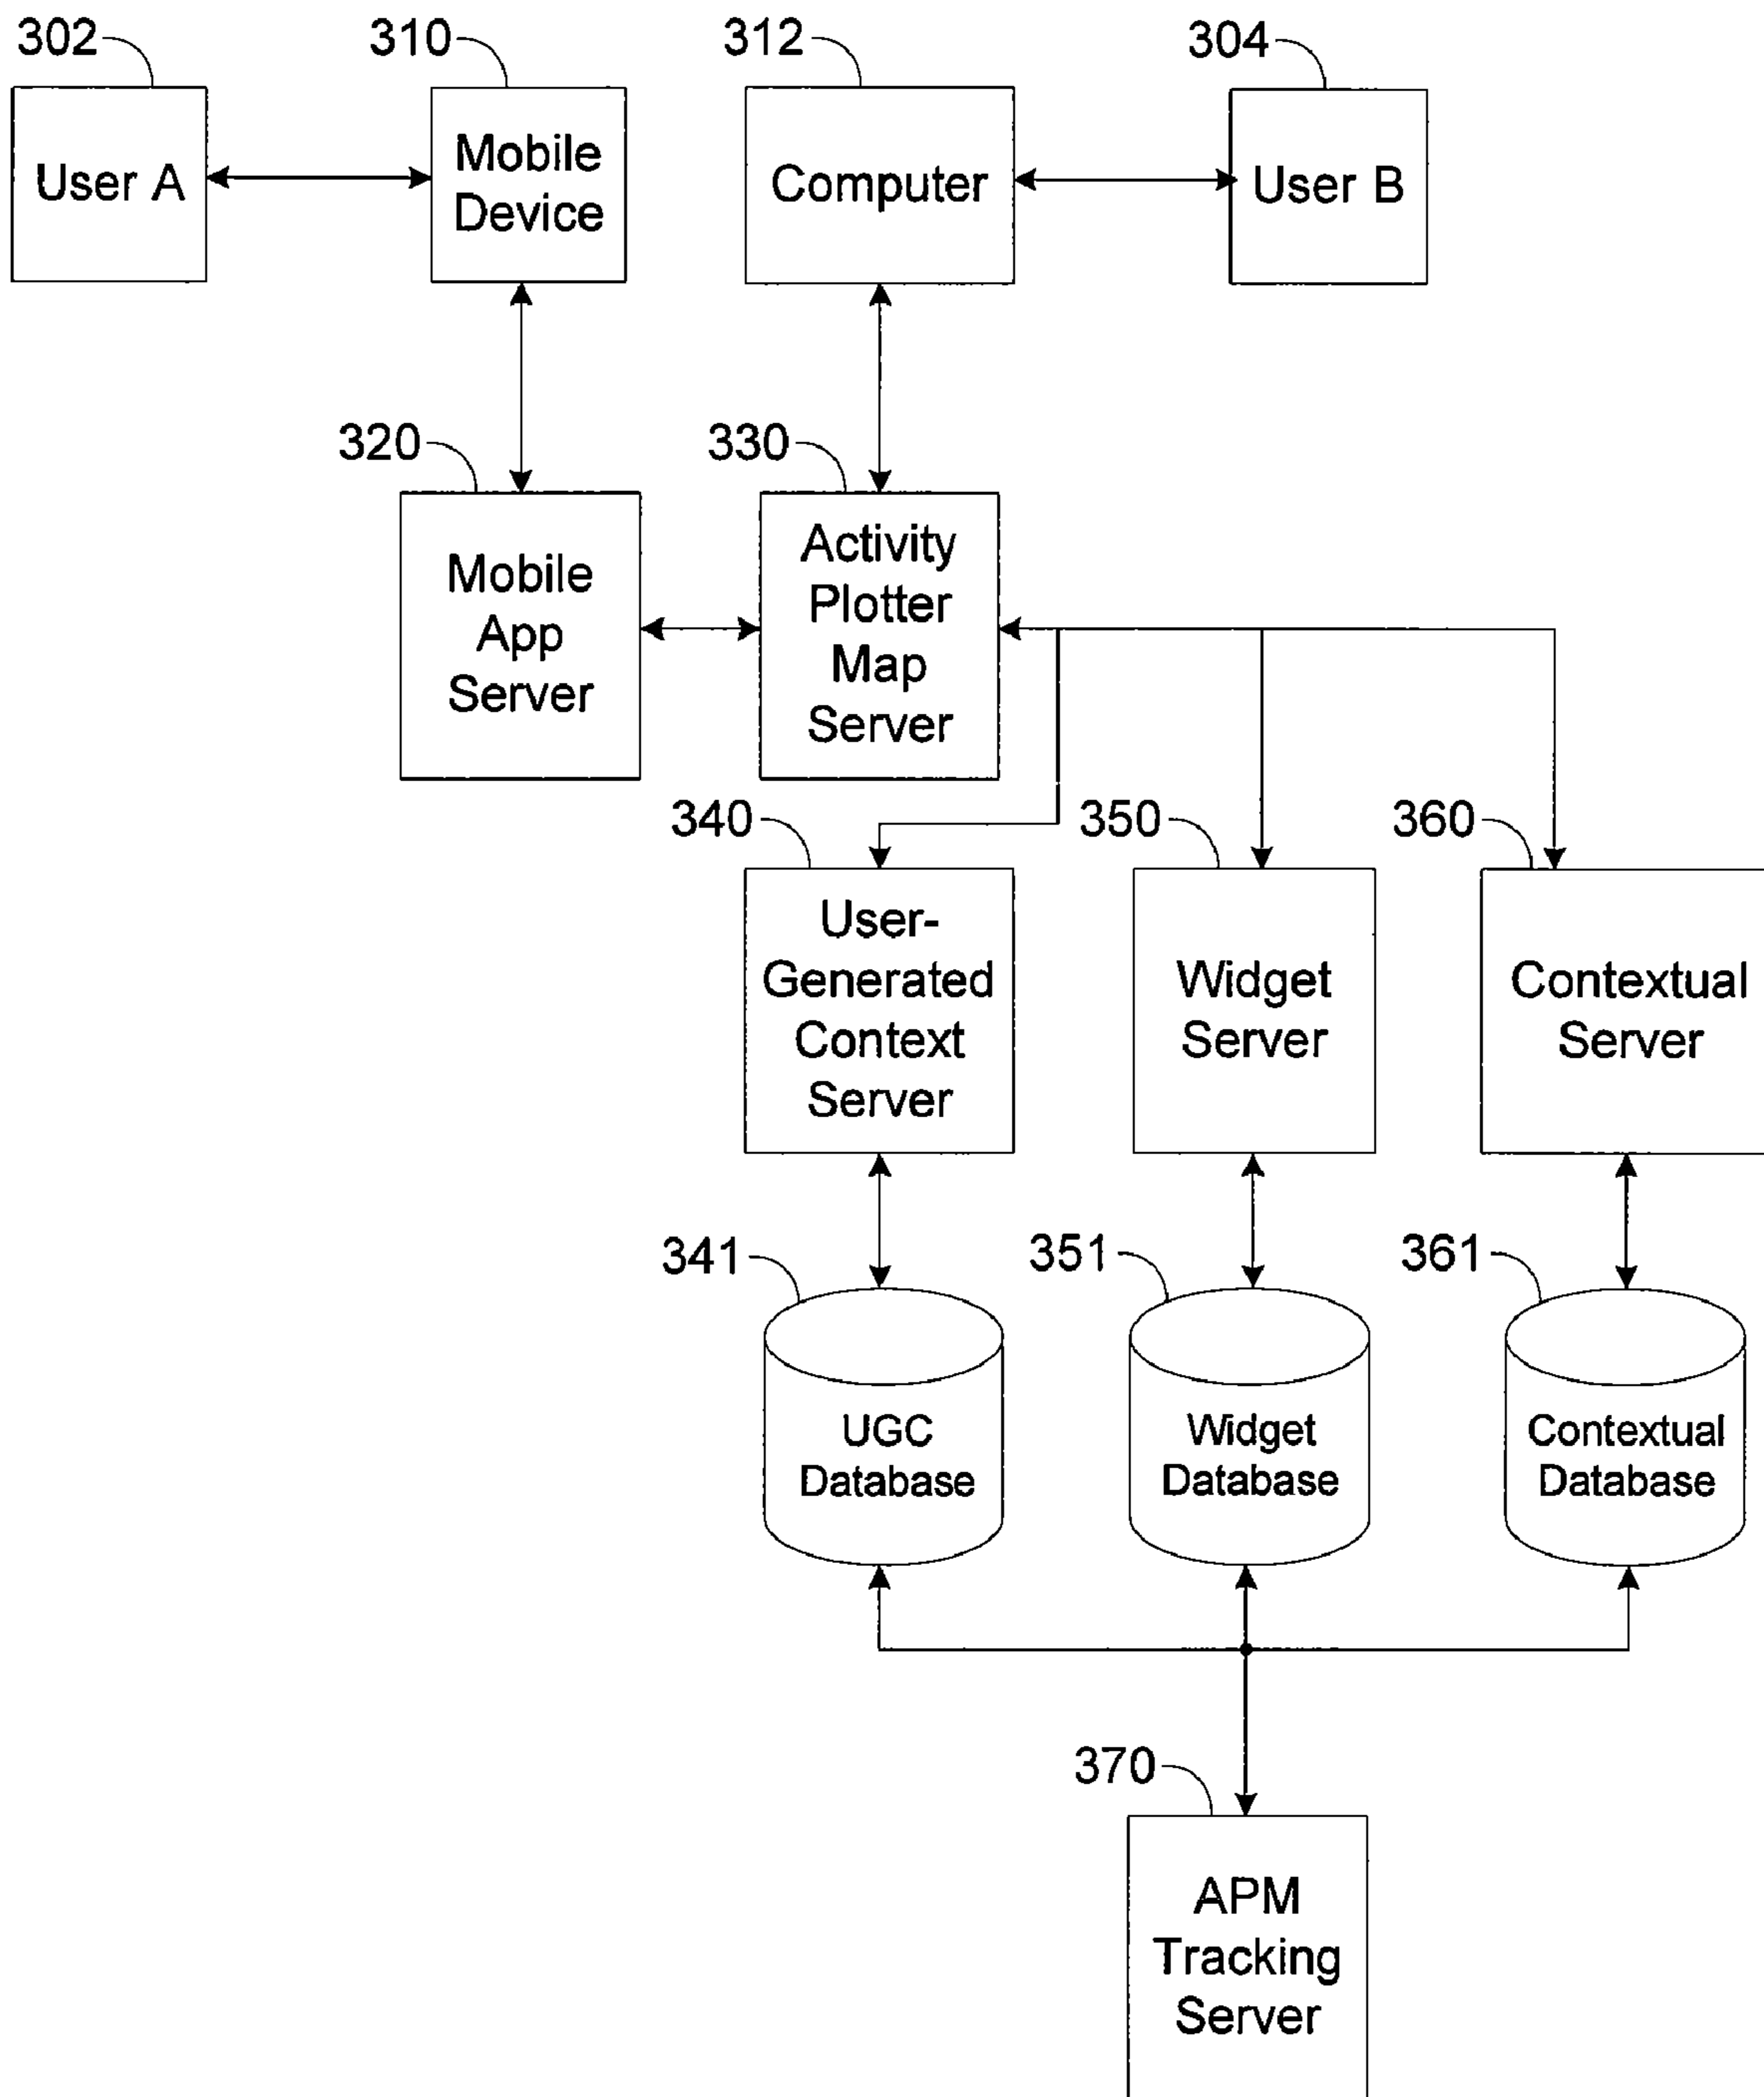 302
310
312
304
User A
Mobile
Device
Computer
User B
320
330
Mobile
App
Server
Activity
Plotter
Map
Server
340
350
360
User-
Generated
Context
Server
Widget
Server
Contextual
Server
341
351
361
UGC
Database
Widget
Database
Contextual
Database
370
APM
Tracking
Server